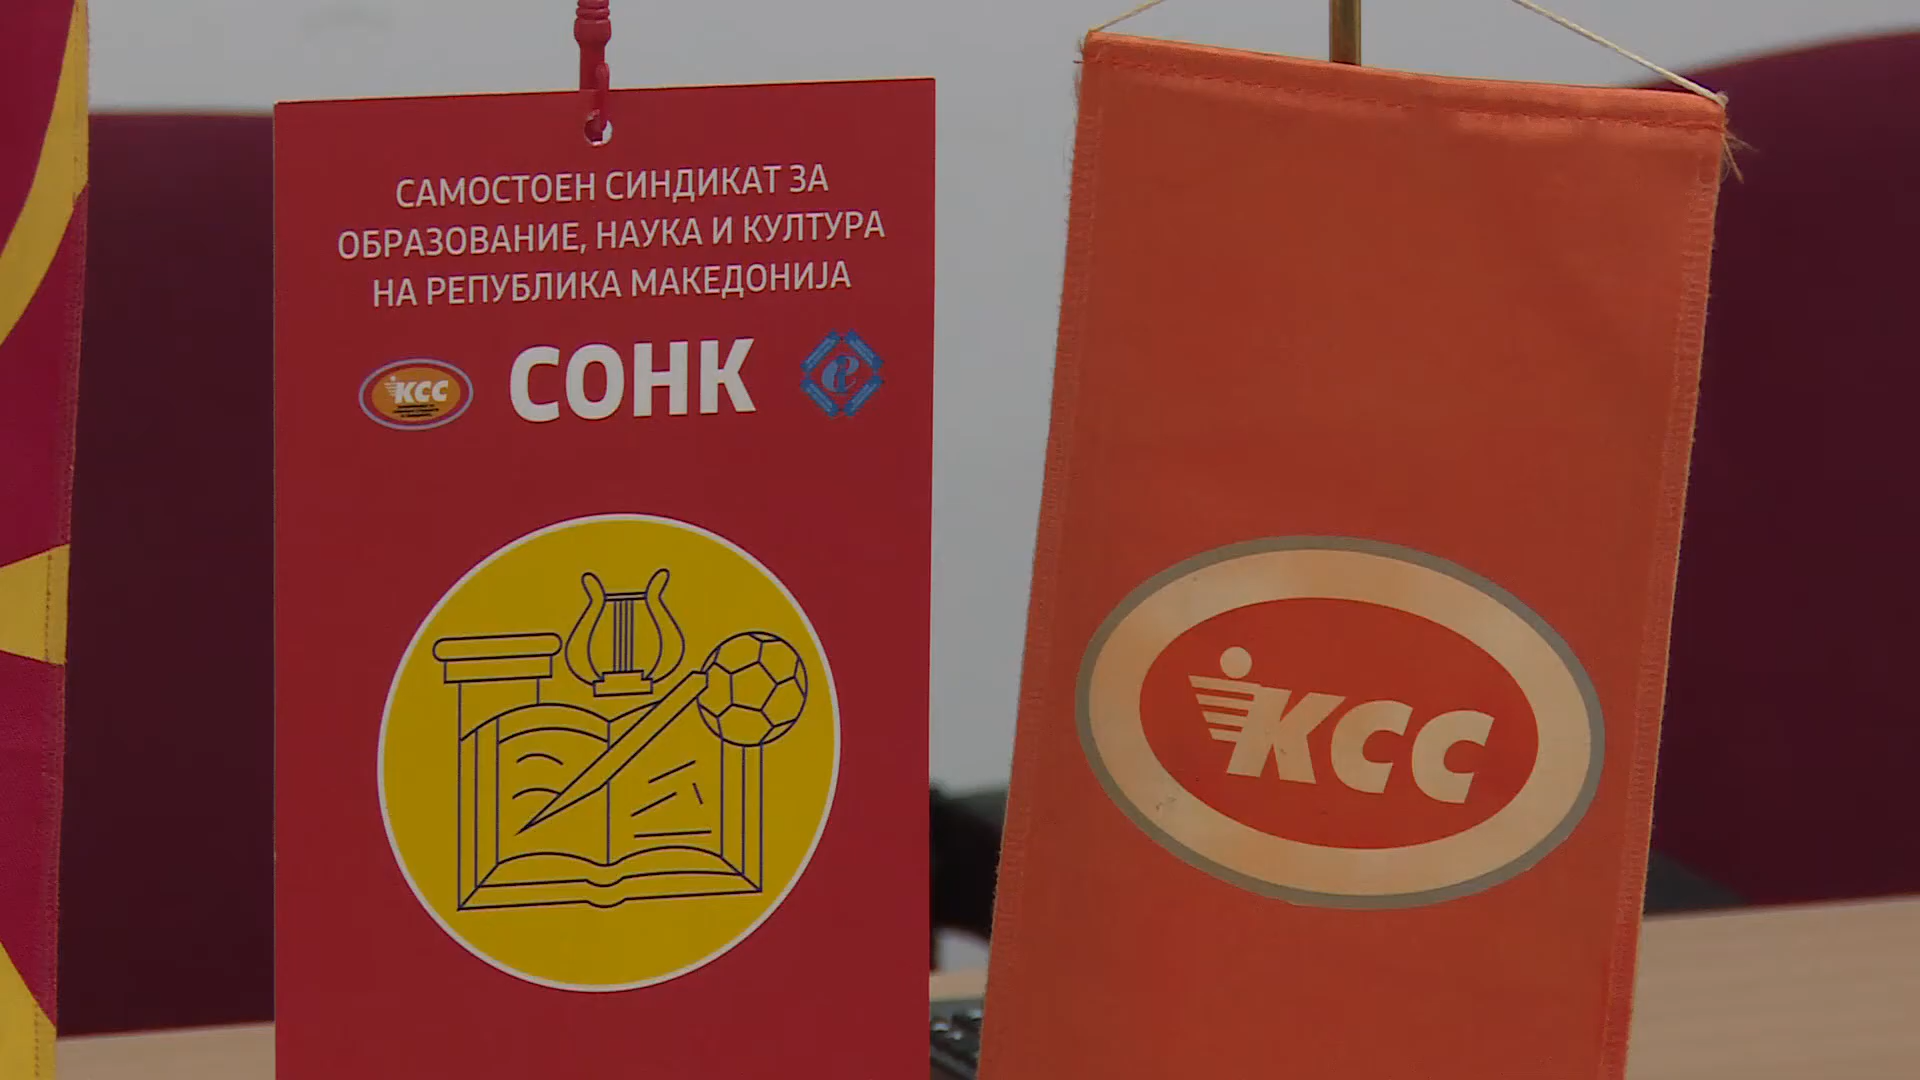 САМОСТОЕН СИНДИКАТ ЗА
ОБРАЗОВАНИЕ, НАУКА И КУЛТУРА
НА РЕПУБЛИКА МАКЕДОНИЈА
КСС
СОНК
КСС